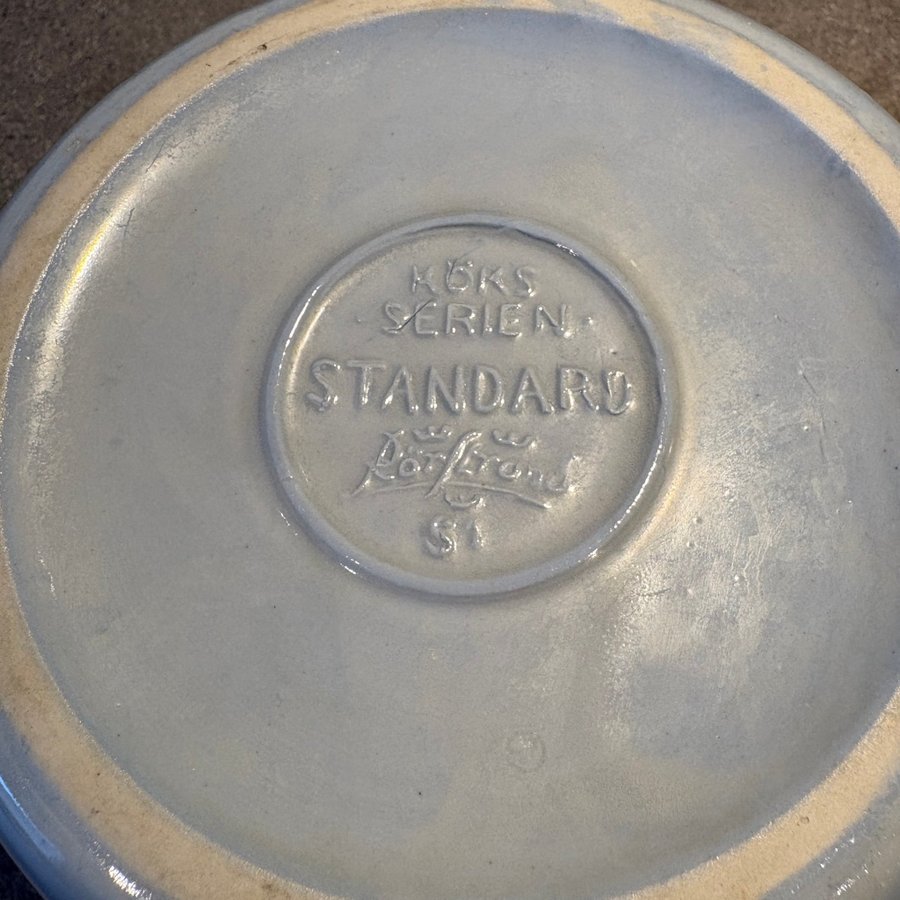 KÖKS
SERIEN
STANDARD
Rörstrand
S1